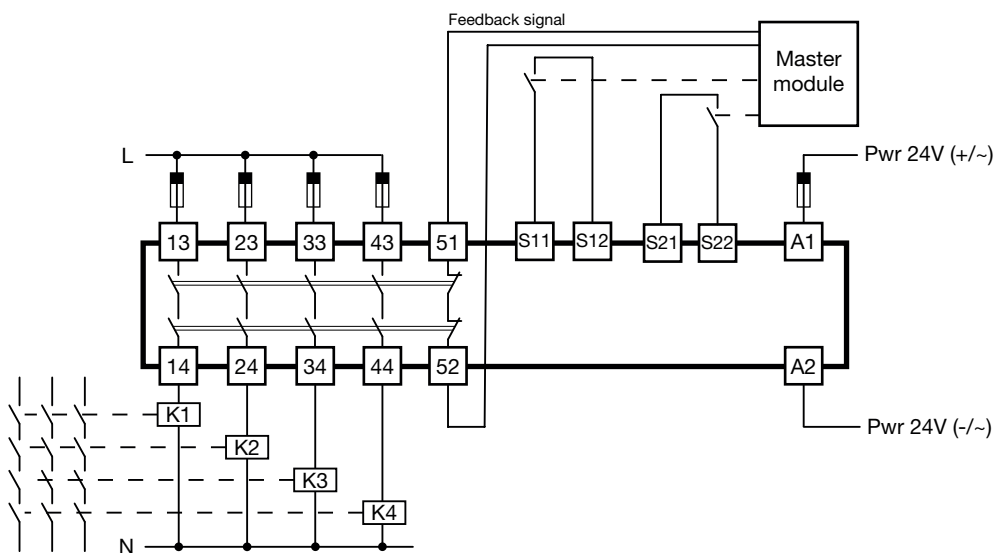 Feedback signal
Master
module
L
Pwr 24V (+/~)
13 23 33 43 51 S11 S12 S21 S22 A1
14 24 34 44 52 A2
K1
Pwr 24V (-/~)
K2
K3
K4
N